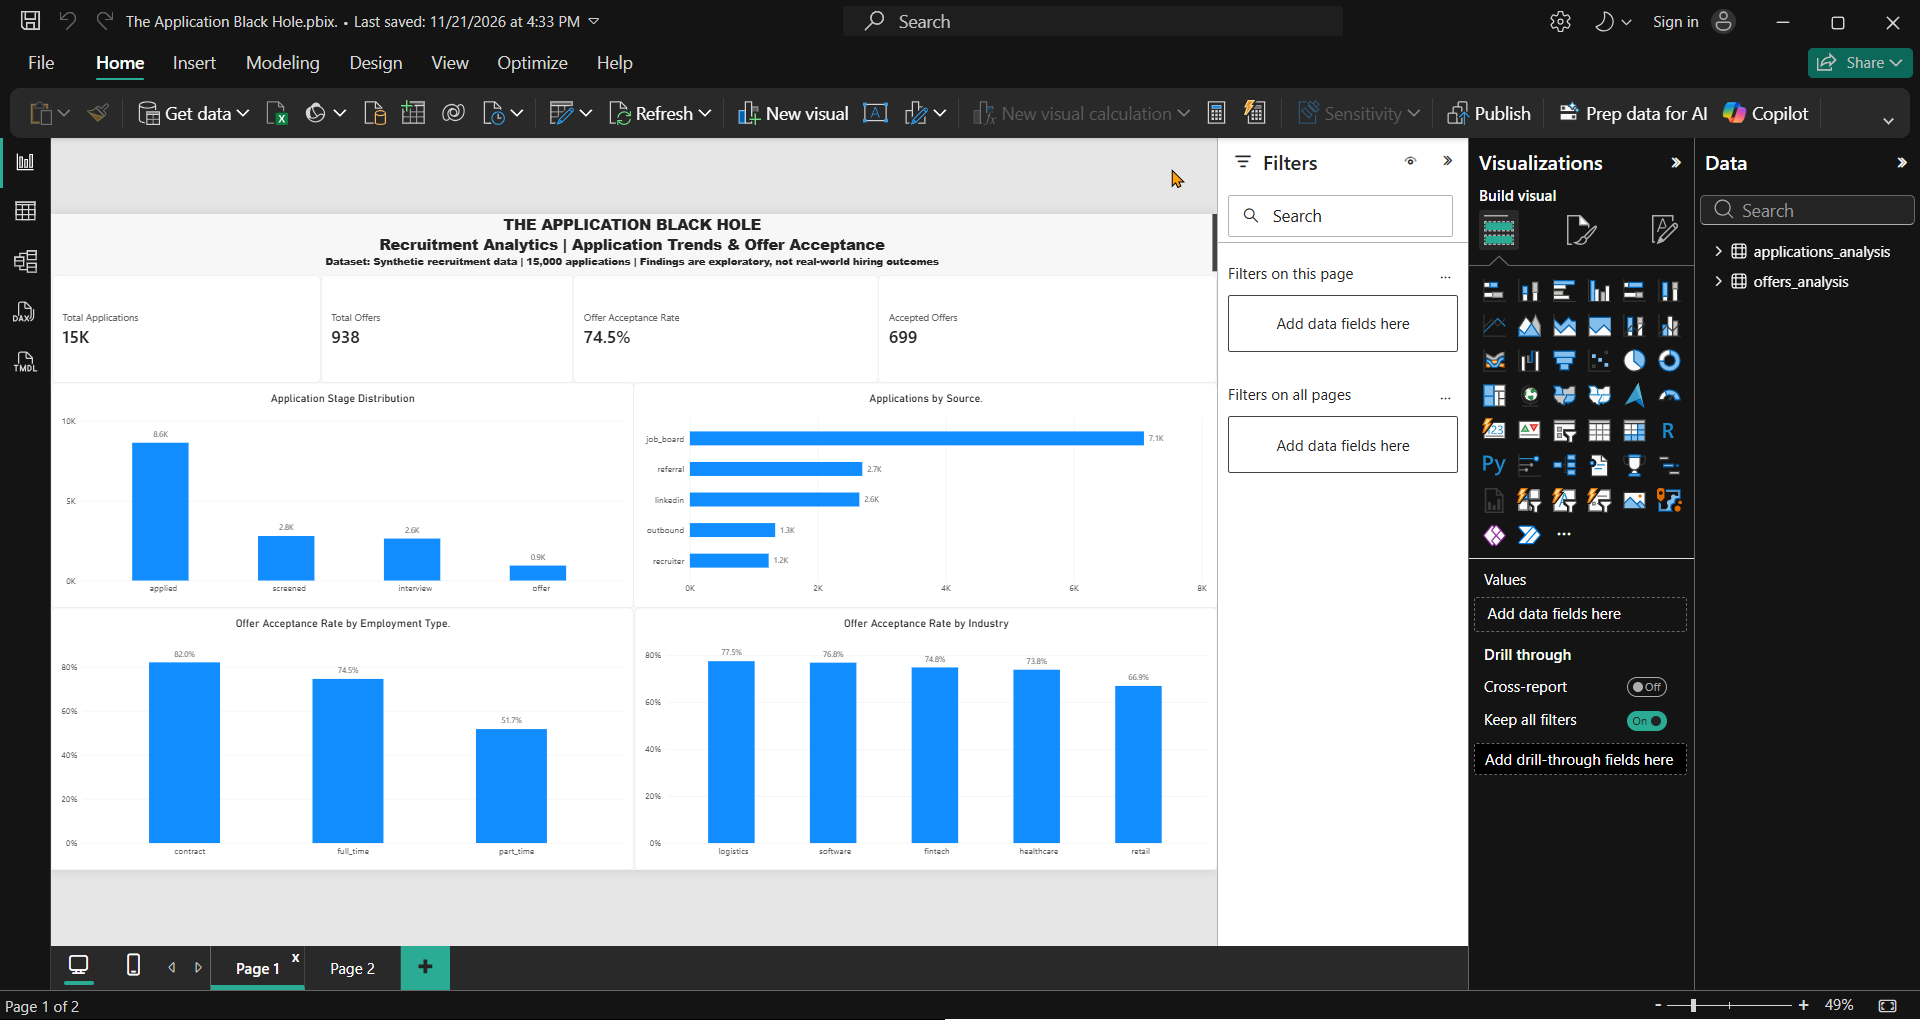 The Application Black Hole.pbix. • Last saved: 11/21/2026 at 4:33 PM
Search
Sign in
File
Home
Insert
Modeling
Design
View
Optimize
Help
Share
Get data
Refresh
New visual
New visual calculation
Sensitivity
Publish
Prep data for AI
Copilot
DAX
TMDL
THE APPLICATION BLACK HOLE
Recruitment Analytics | Application Trends & Offer Acceptance
Dataset: Synthetic recruitment data | 15,000 applications | Findings are exploratory, not real-world hiring outcomes
Total Applications
15K
Total Offers
938
Offer Acceptance Rate
74.5%
Accepted Offers
699
Application Stage Distribution
10K
5K
0K
8.6K
2.8K
2.6K
0.9K
applied
screened
interview
offer
Applications by Source.
job_board
7.1K
referral
2.7K
linkedin
2.6K
outbound
1.3K
recruiter
1.2K
0K
2K
4K
6K
8K
Offer Acceptance Rate by Employment Type.
80%
60%
40%
20%
0%
82.0%
74.5%
51.7%
contract
full_time
part_time
Offer Acceptance Rate by Industry
80%
60%
40%
20%
0%
77.5%
76.8%
74.8%
73.8%
66.9%
logistics
software
fintech
healthcare
retail
Filters
Search
Filters on this page
...
Add data fields here
Filters on all pages
...
Add data fields here
Visualizations
Build visual
123
R
Py
...
Values
Add data fields here
Drill through
Cross-report
Off
Keep all filters
On
Add drill-through fields here
Data
Search
applications_analysis
offers_analysis
Page 1
x
Page 2
+
Page 1 of 2
-
+
49%